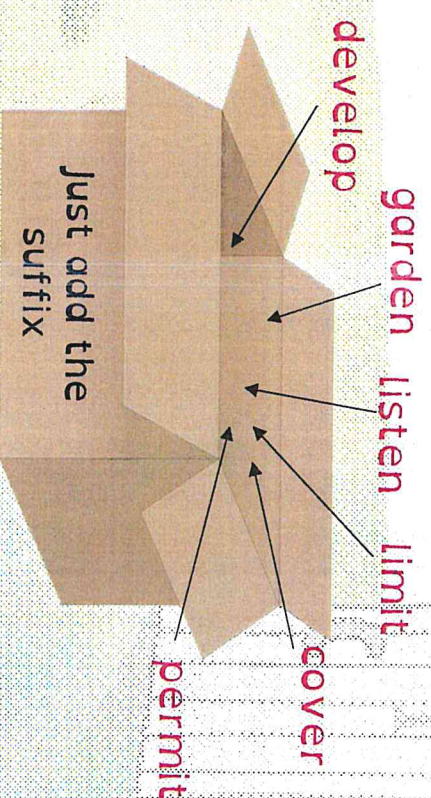 develop
garden
listen
limit
cover
permit
Just add the
suffix